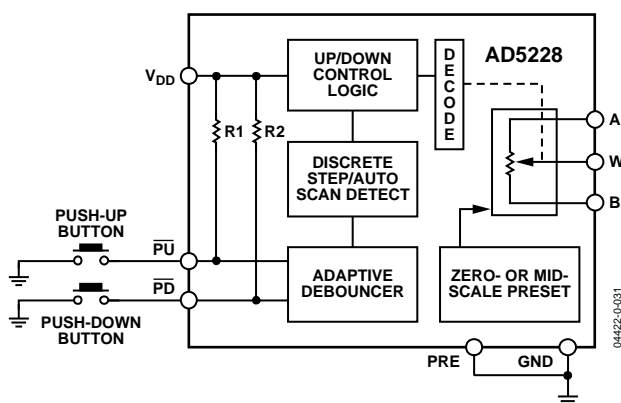 UP/DOWN
CONTROL
LOGIC
DECODE
AD5228
VDD
R1
R2
A
W
B
DISCRETE
STEP/AUTO
SCAN DETECT
PUSH-UP
BUTTON
PU
PD
PUSH-DOWN
BUTTON
ADAPTIVE
DEBOUNCER
ZERO- OR MID-
SCALE PRESET
PRE
GND
04422-0-031